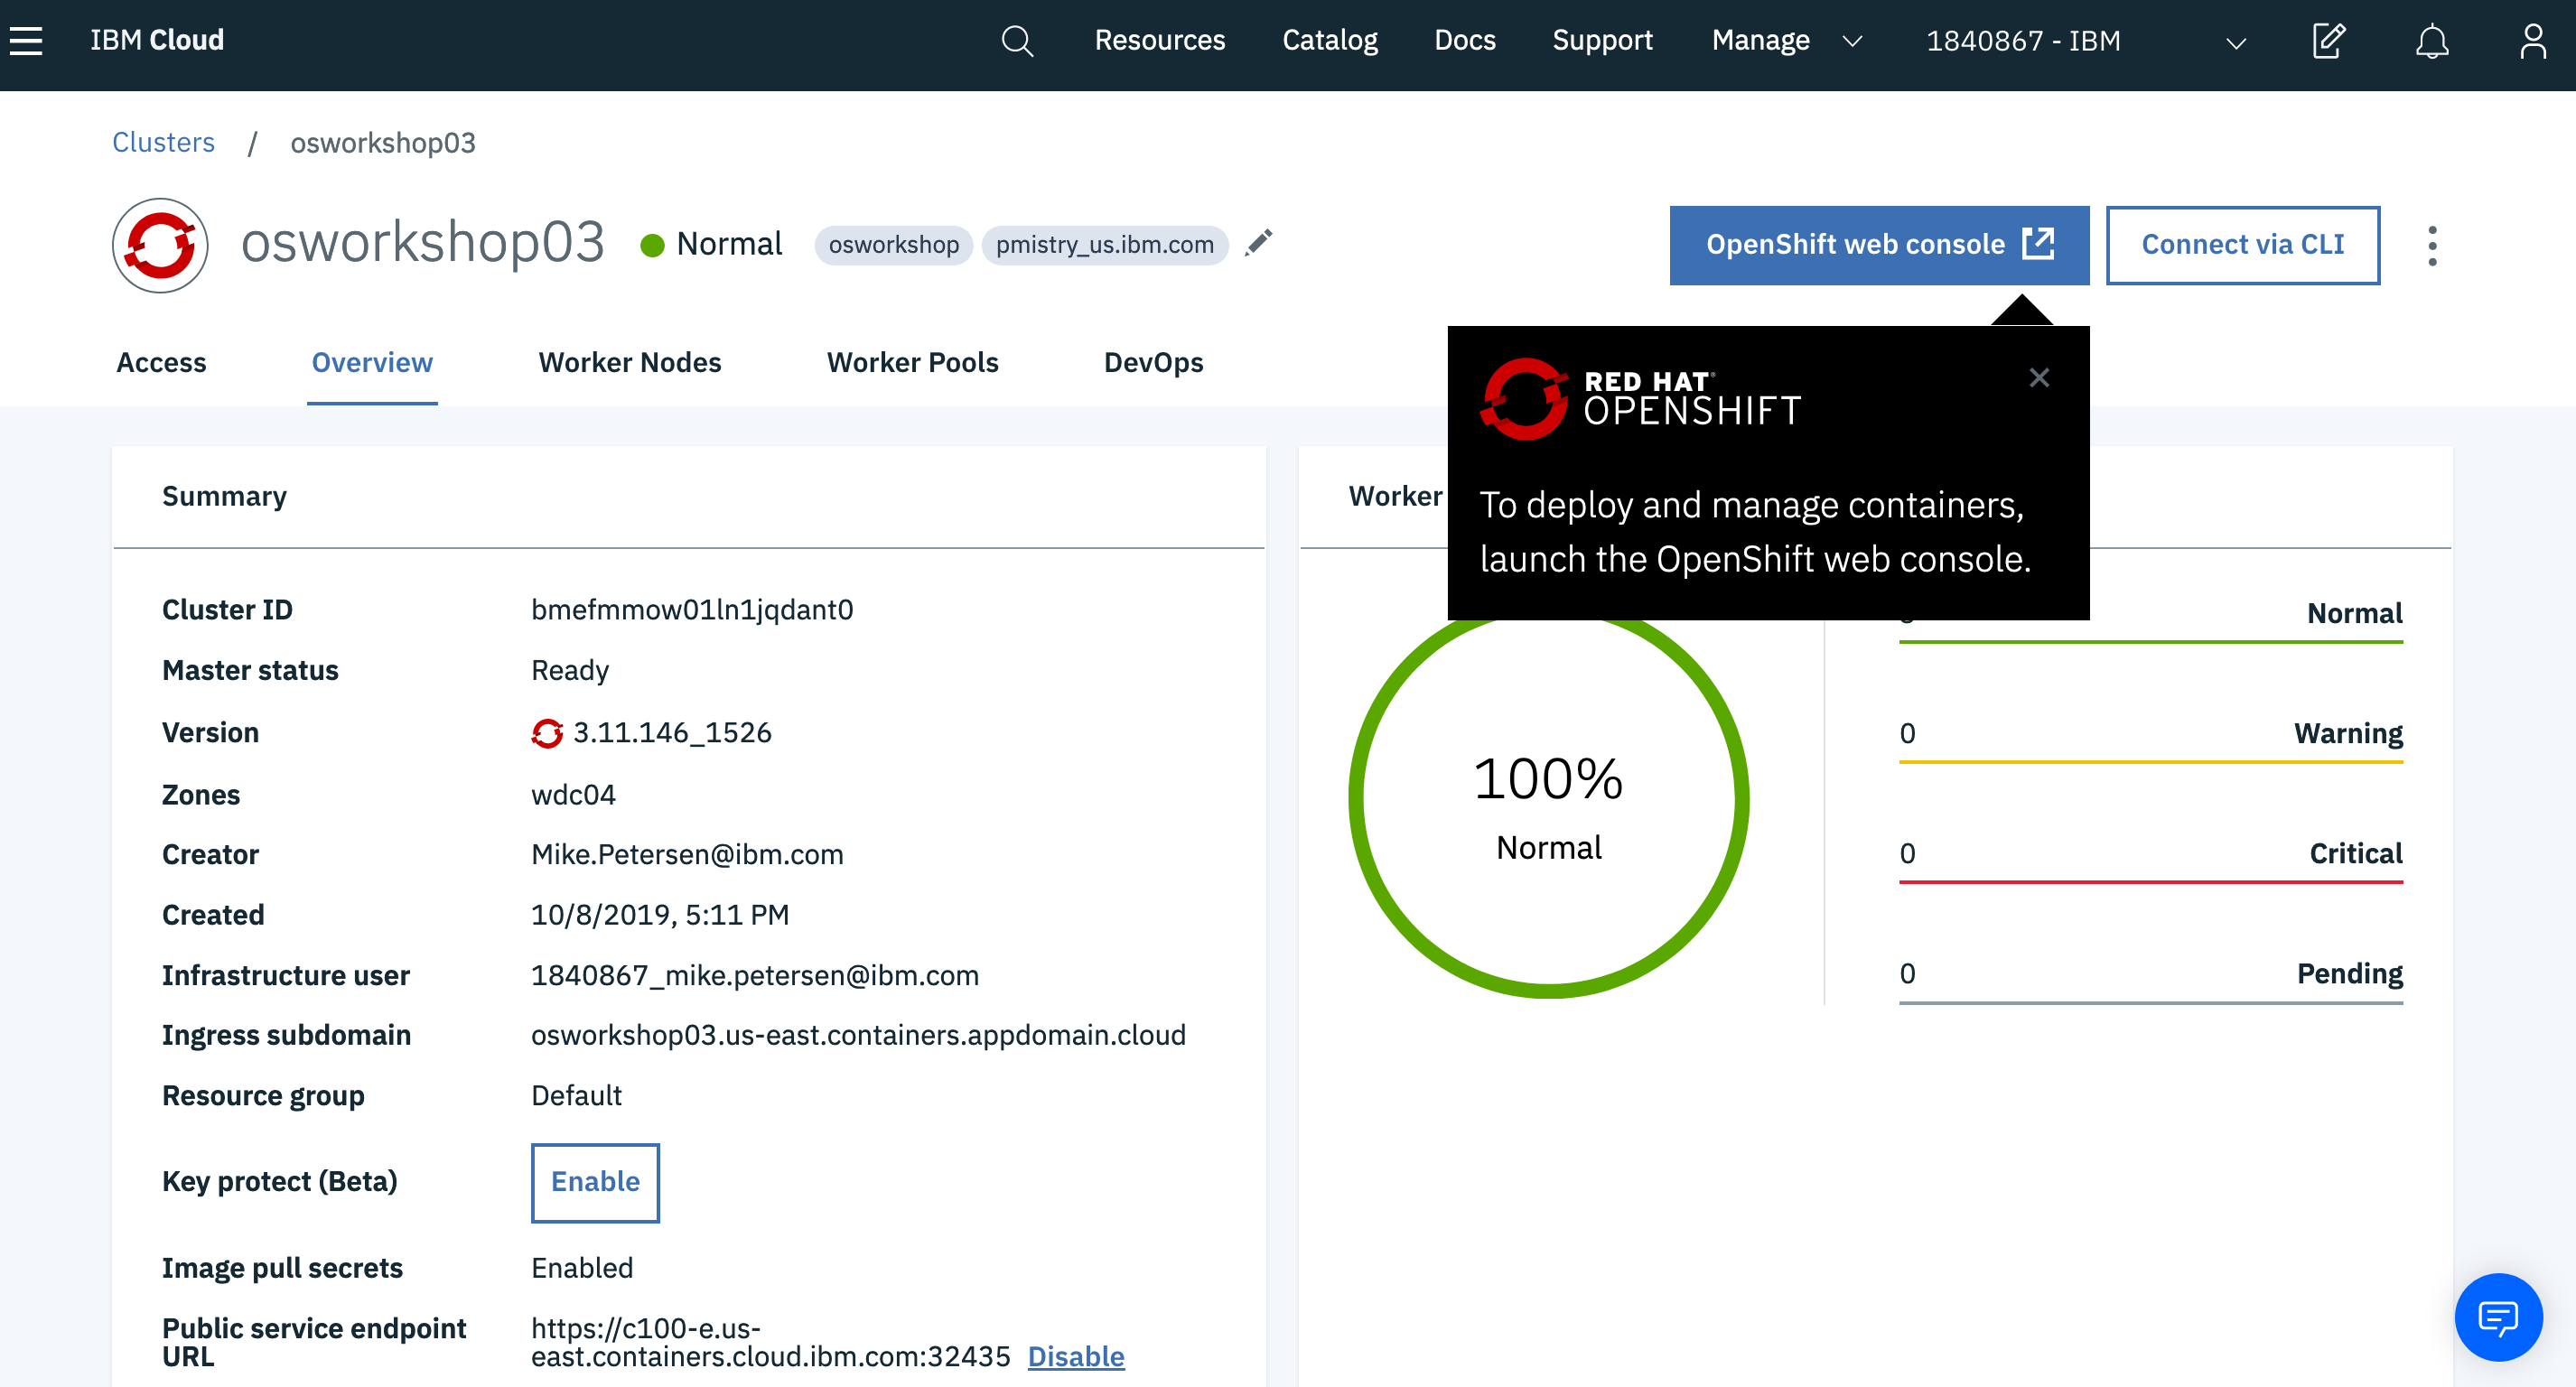 IBM Cloud
Resources Catalog Docs Support Manage 1840867 - IBM
Clusters / osworkshop03
osworkshop03 Normal osworkshop pmistry_us.ibm.com
OpenShift web console Connect via CLI
Access Overview Worker Nodes Worker Pools DevOps
RED HAT®
OPENSHIFT
To deploy and manage containers,
launch the OpenShift web console.
Summary
Cluster ID bmefmmow01ln1jqdant0
Master status Ready
Version 3.11.146_1526
Zones wdc04
Creator Mike.Petersen@ibm.com
Created 10/8/2019, 5:11 PM
Infrastructure user 1840867_mike.petersen@ibm.com
Ingress subdomain osworkshop03.us-east.containers.appdomain.cloud
Resource group Default
Key protect (Beta) Enable
Image pull secrets Enabled
Public service endpoint https://c100-e.us-
URL east.containers.cloud.ibm.com:32435 Disable
Worker
100%
Normal
Normal
0 Warning
0 Critical
0 Pending